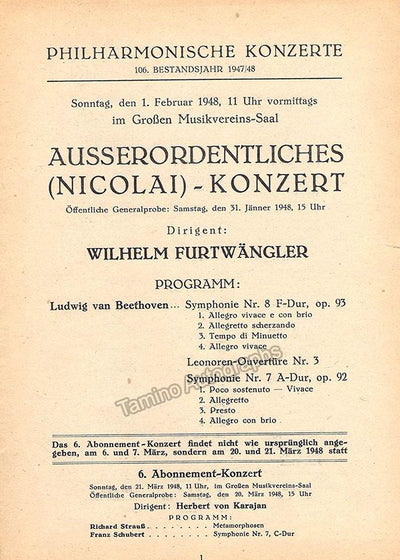 PHILHARMONISCHE KONZERTE
106. BESTANDSJAHR 1947/48
Sonntag, den 1. Februar 1948, 11 Uhr vormittags
im Großen Musikvereins-Saal
AUSSERORDENTLICHES
(NICOLAI) - KONZERT
Öffentliche Generalprobe: Samstag, den 31. Jänner 1948, 15 Uhr
Dirigent:
WILHELM FURTWÄNGLER
PROGRAMM:
Ludwig van Beethoven ... Symphonie Nr. 8 F-Dur, op. 93
1. Allegro vivace e con brio
2. Allegretto scherzando
3. Tempo di Minuetto
4. Allegro vivace
Leonoren-Ouvertüre Nr. 3
Symphonie Nr. 7 A-Dur, op. 92
1. Poco sostenuto — Vivace
2. Allegretto
3. Presto
4. Allegro con brio
Tamino Autographs
Das 6. Abonnement-Konzert findet nicht wie ursprünglich ange-
geben, am 6. und 7. März, sondern am 20. und 21. März 1948 statt
6. Abonnement-Konzert
Sonntag, den 21. März 1948, 11 Uhr, im Großen Musikvereins-Saal
Öffentliche Generalprobe: Samstag, den 20. März 1948, 15 Uhr
Dirigent: Herbert von Karajan
PROGRAMM:
Richard Strauß . . . . . . . . Metamorphosen
Franz Schubert . . . . . . . . Symphonie Nr. 7, C-Dur
1